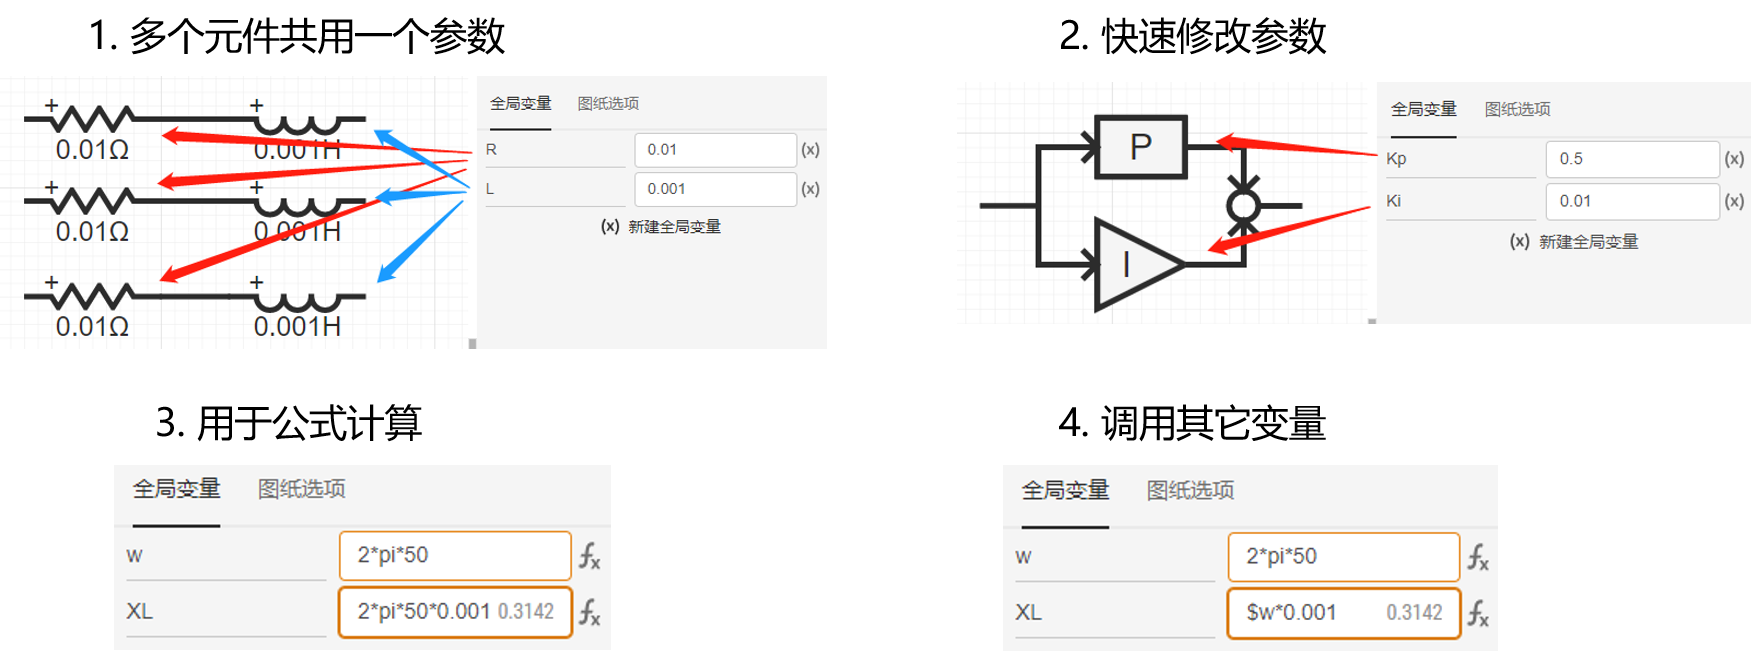 1. 多个元件共用一个参数
+
+
0.01Ω
0.001H
+
+
0.01Ω
0.001H
+
+
0.01Ω
0.001H
全局变量 图纸选项
R 0.01 (x)
L 0.001 (x)
(x) 新建全局变量
2. 快速修改参数
P
I
全局变量 图纸选项
Kp 0.5 (x)
Ki 0.01 (x)
(x) 新建全局变量
3. 用于公式计算
全局变量 图纸选项
w 2*pi*50 fx
XL 2*pi*50*0.001 0.3142 fx
4. 调用其它变量
全局变量 图纸选项
w 2*pi*50 fx
XL $w*0.001 0.3142 fx